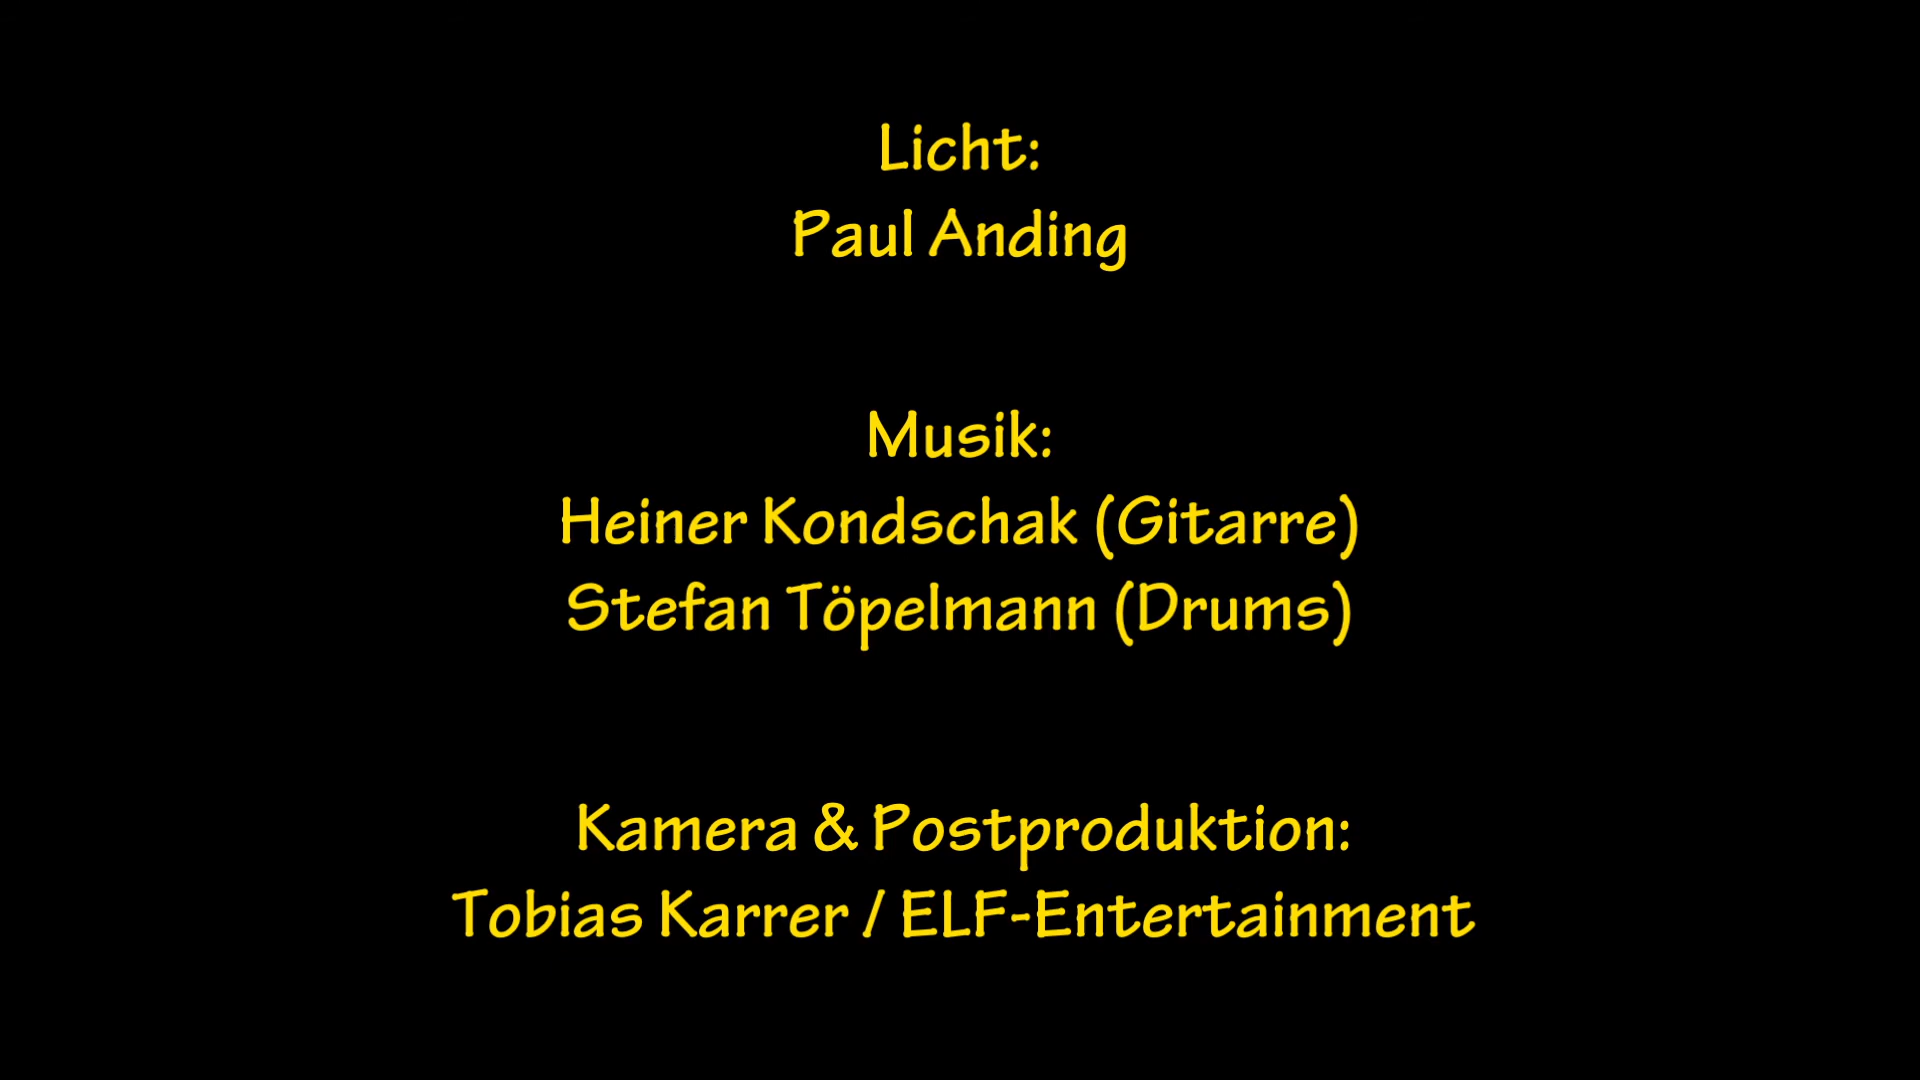 Licht:
Paul Anding
Musik:
Heiner Kondschak (Gitarre)
Stefan Töpelmann (Drums)
Kamera & Postproduktion:
Tobias Karrer / ELF-Entertainment